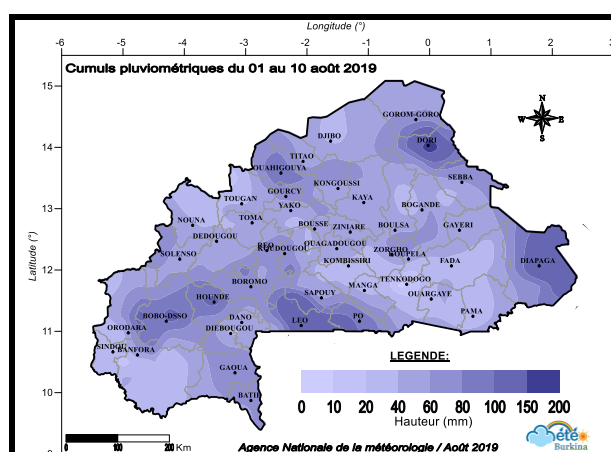 Longitude (°)
-6 -5 -4 -3 -2 -1 0 1 2 3
Cumuls pluviométriques du 01 au 10 août 2019
15
14
13
12
11
10
Latitude (°)
N
W E
S
GOROM-GORO
DJIBO
DORI
TITAO
OUAHIGOUYA
SEBBA
KONGOUSSI
GOURCY
TOUGAN
KAYA
YAKO
BOGANDE
NOUNA
TOMA
BOUSSE
ZINIARE
BOULSA
GAYERI
DEDOUGOU
REO
KOUDOUGOU
OUAGADOUGOU
SOLENSO
ZORGHO
KOUPELA
KOMBISSIRI
FADA
DIAPAGA
BOROMO
TENKODOGO
MANGA
HOUNDE
SAPOUY
OUARGAYE
BOBO-DSSO
DANO
LEO
PO
PAMA
ORODARA
DIEBOUGOU
SINDOU
BANFORA
GAOUA
BATIE
LEGENDE:
0 10 20 40 60 80 100 150 200
Hauteur (mm)
0 100 200 Km
Agence Nationale de la météorologie / Août 2019
météo
Burkina